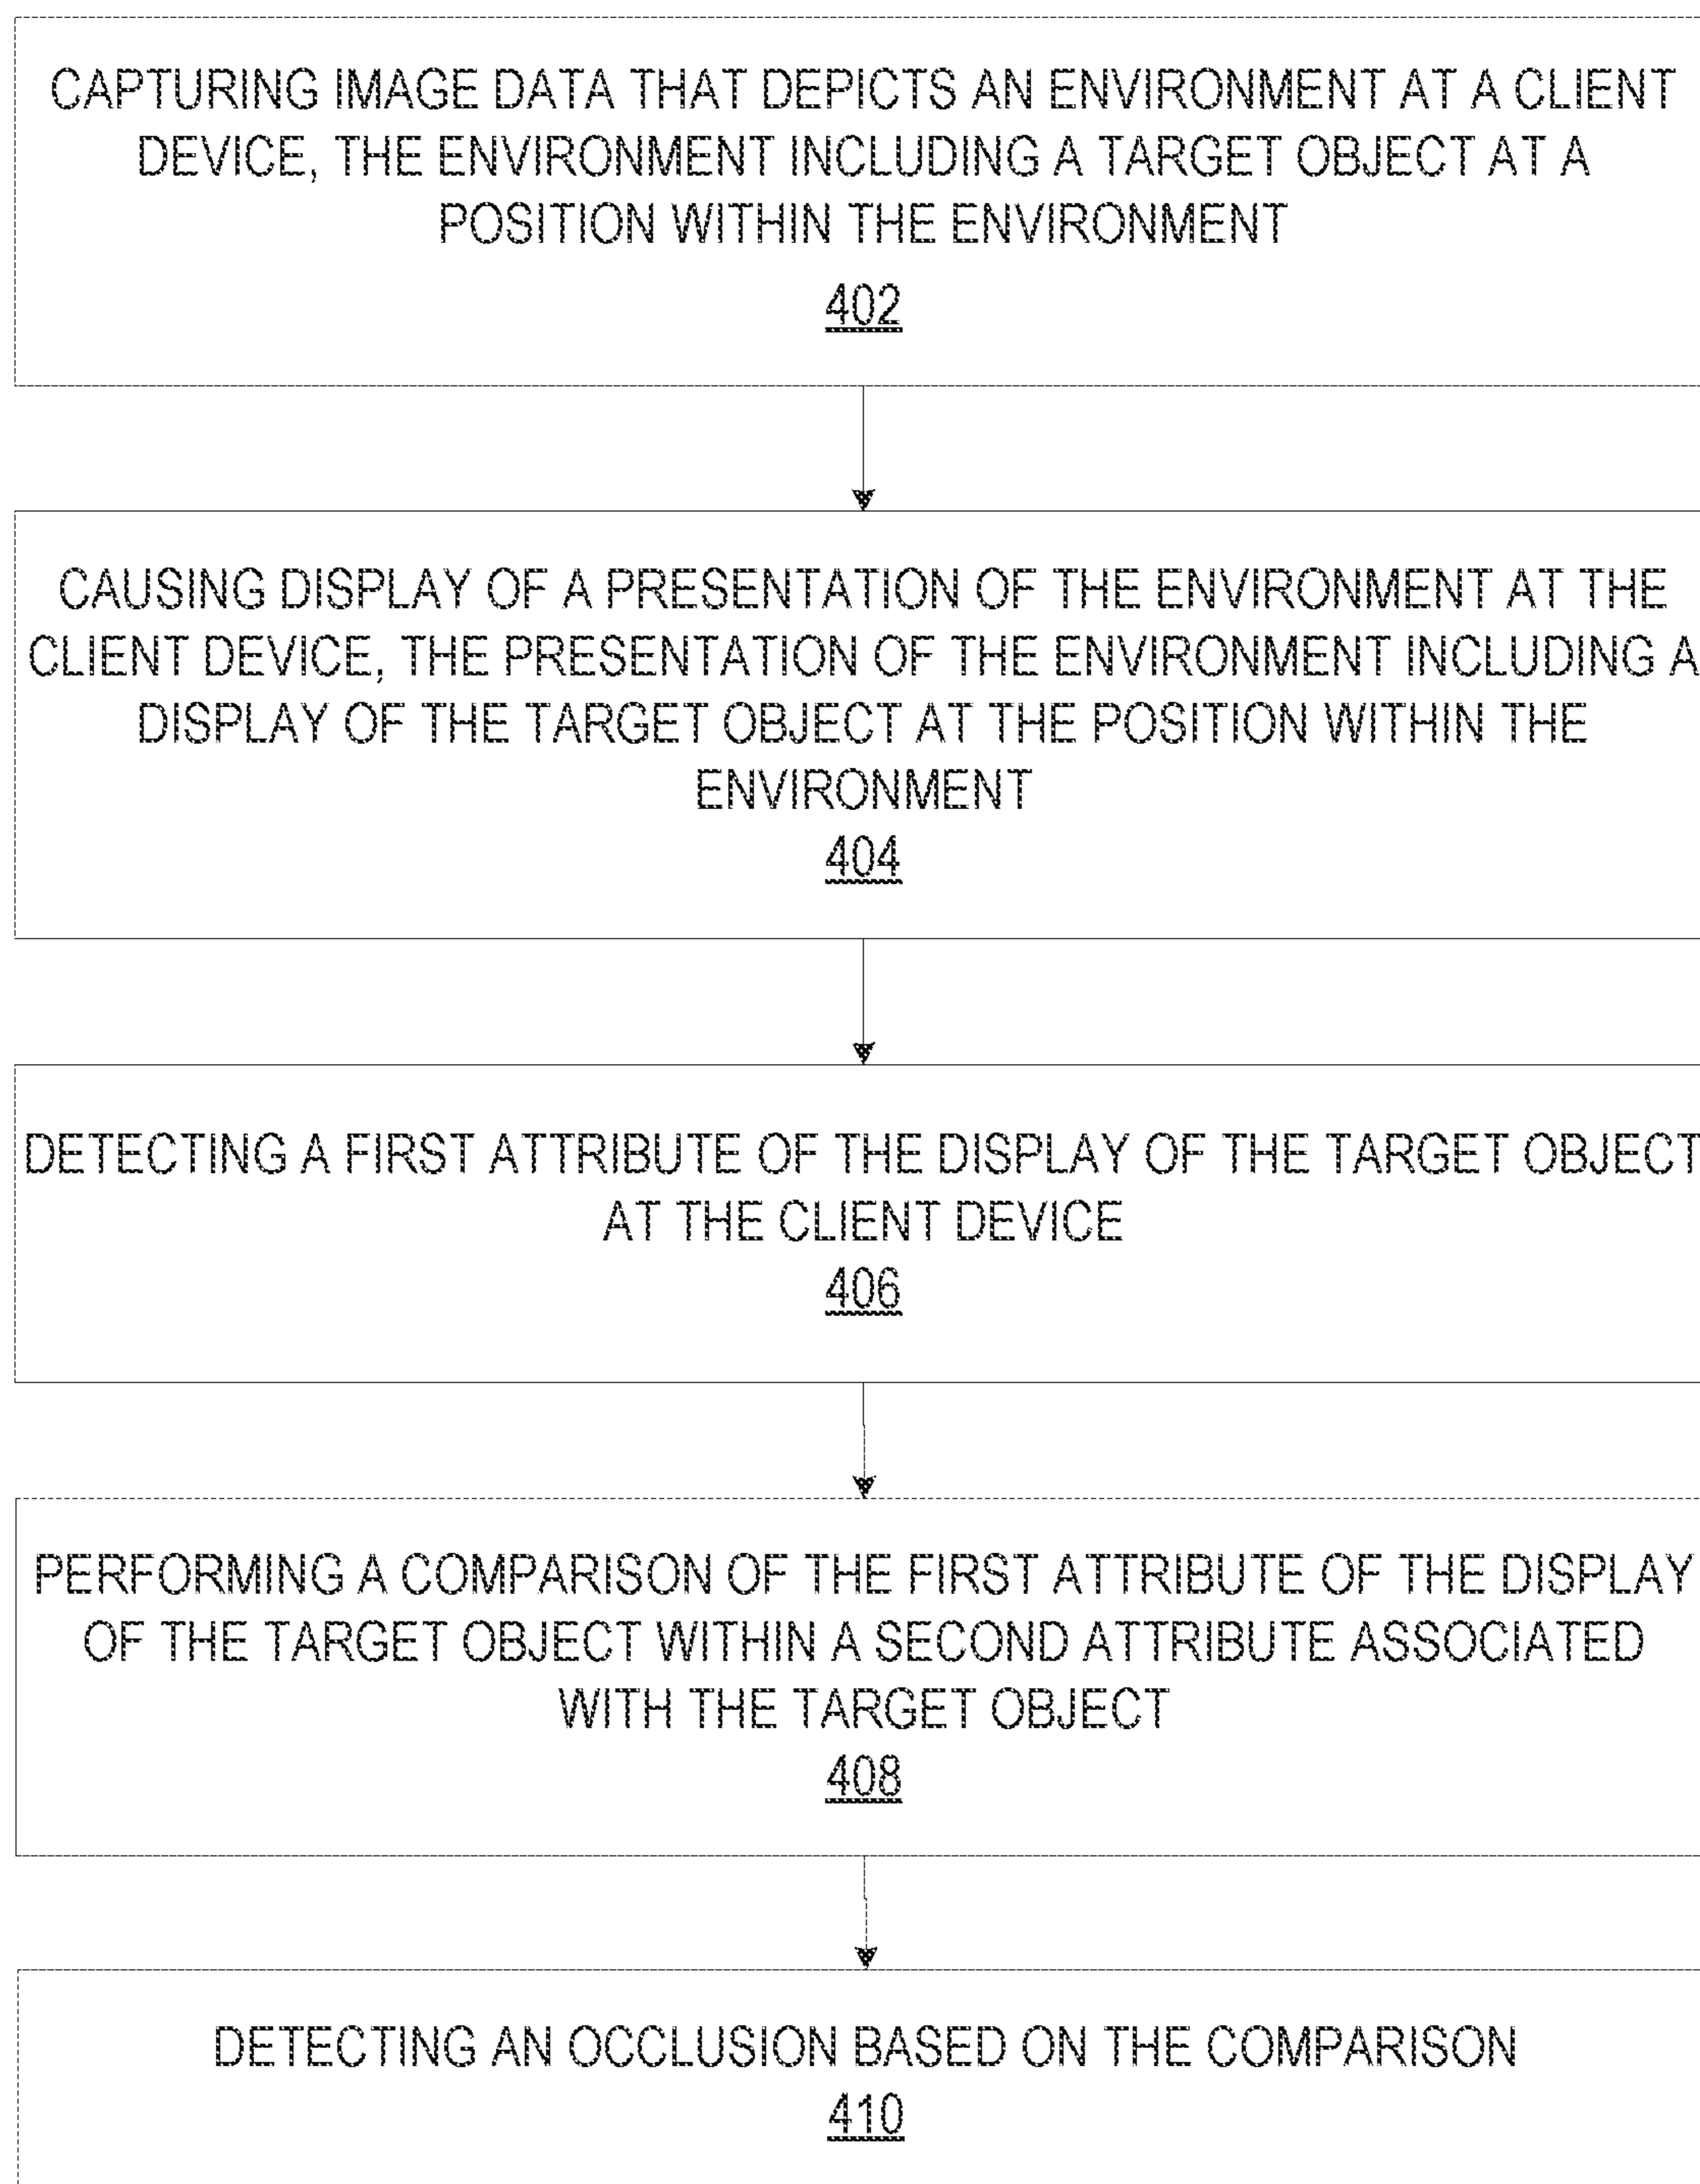 CAPTURING IMAGE DATA THAT DEPICTS AN ENVIRONMENT AT A CLIENT
DEVICE, THE ENVIRONMENT INCLUDING A TARGET OBJECT AT A
POSITION WITHIN THE ENVIRONMENT
402
CAUSING DISPLAY OF A PRESENTATION OF THE ENVIRONMENT AT THE
CLIENT DEVICE, THE PRESENTATION OF THE ENVIRONMENT INCLUDING A
DISPLAY OF THE TARGET OBJECT AT THE POSITION WITHIN THE
ENVIRONMENT
404
DETECTING A FIRST ATTRIBUTE OF THE DISPLAY OF THE TARGET OBJECT
AT THE CLIENT DEVICE
406
PERFORMING A COMPARISON OF THE FIRST ATTRIBUTE OF THE DISPLAY
OF THE TARGET OBJECT WITHIN A SECOND ATTRIBUTE ASSOCIATED
WITH THE TARGET OBJECT
408
DETECTING AN OCCLUSION BASED ON THE COMPARISON
410